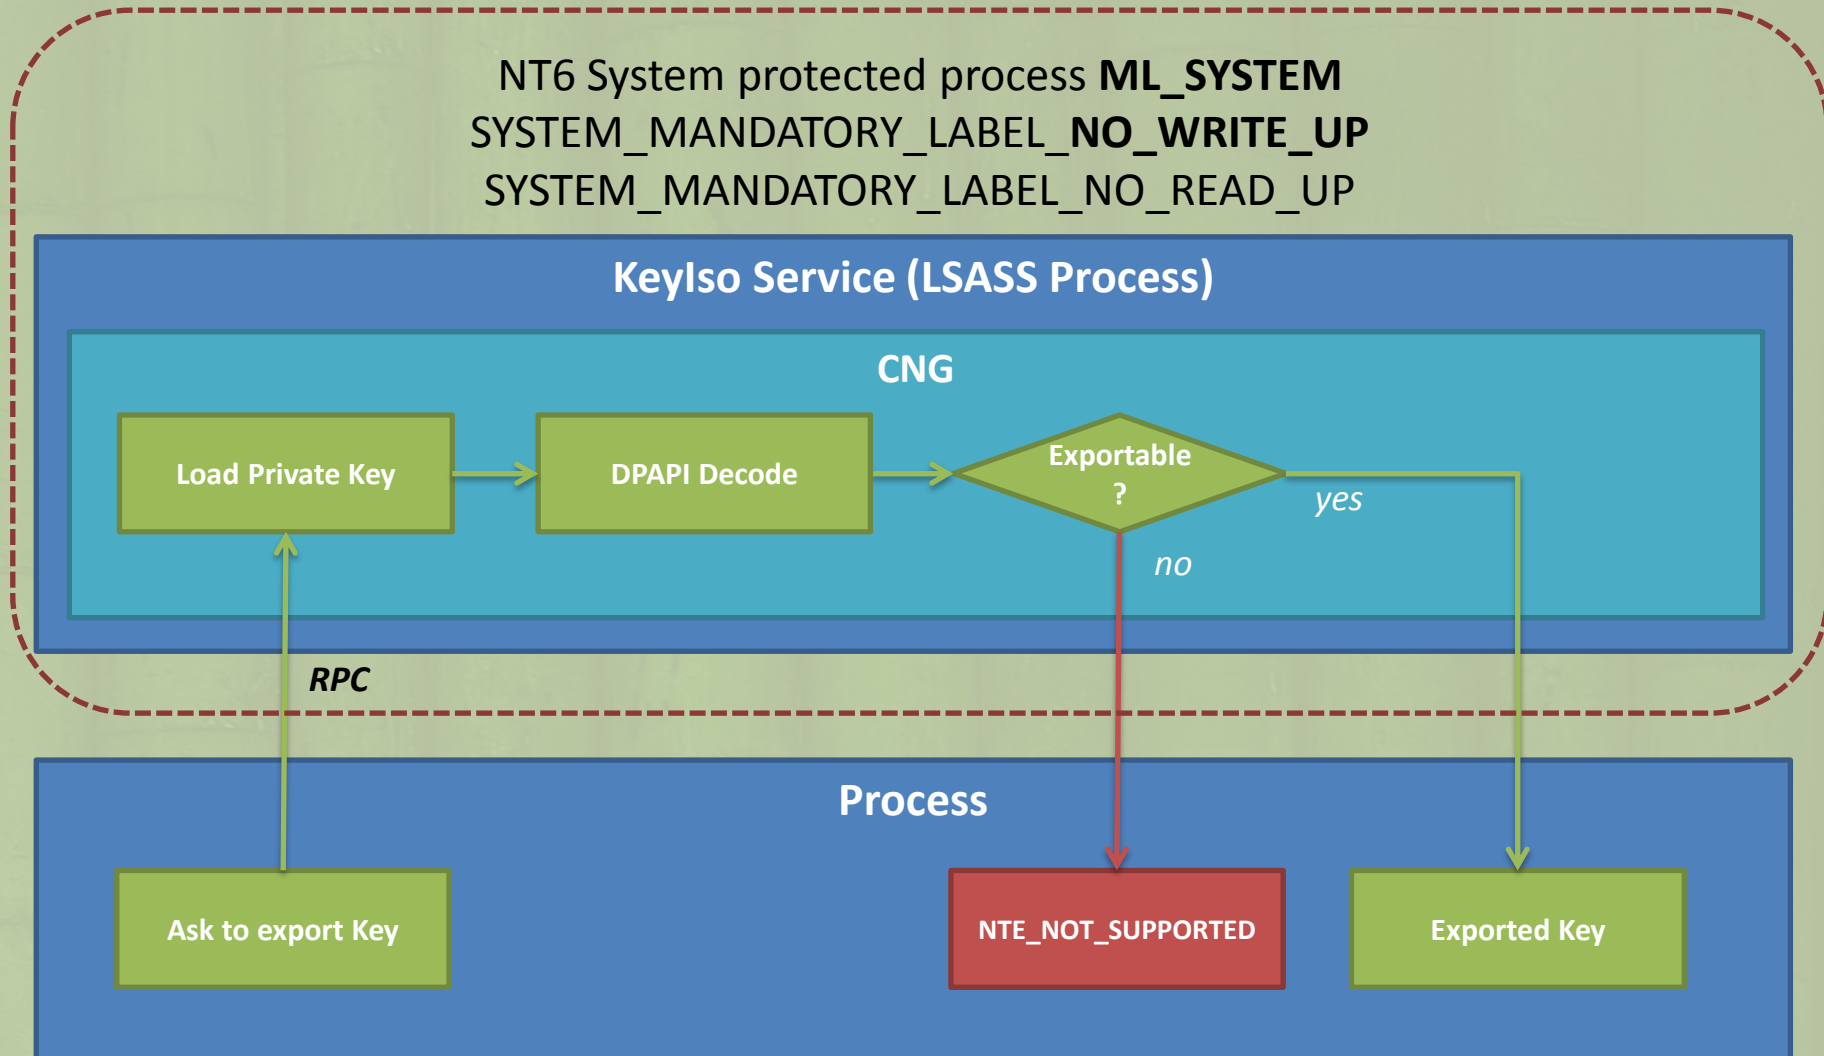 NT6 System protected process ML_SYSTEM
SYSTEM_MANDATORY_LABEL_NO_WRITE_UP
SYSTEM_MANDATORY_LABEL_NO_READ_UP
KeyIso Service (LSASS Process)
CNG
Load Private Key
DPAPI Decode
Exportable
?
yes
no
RPC
Process
Ask to export Key
NTE_NOT_SUPPORTED
Exported Key